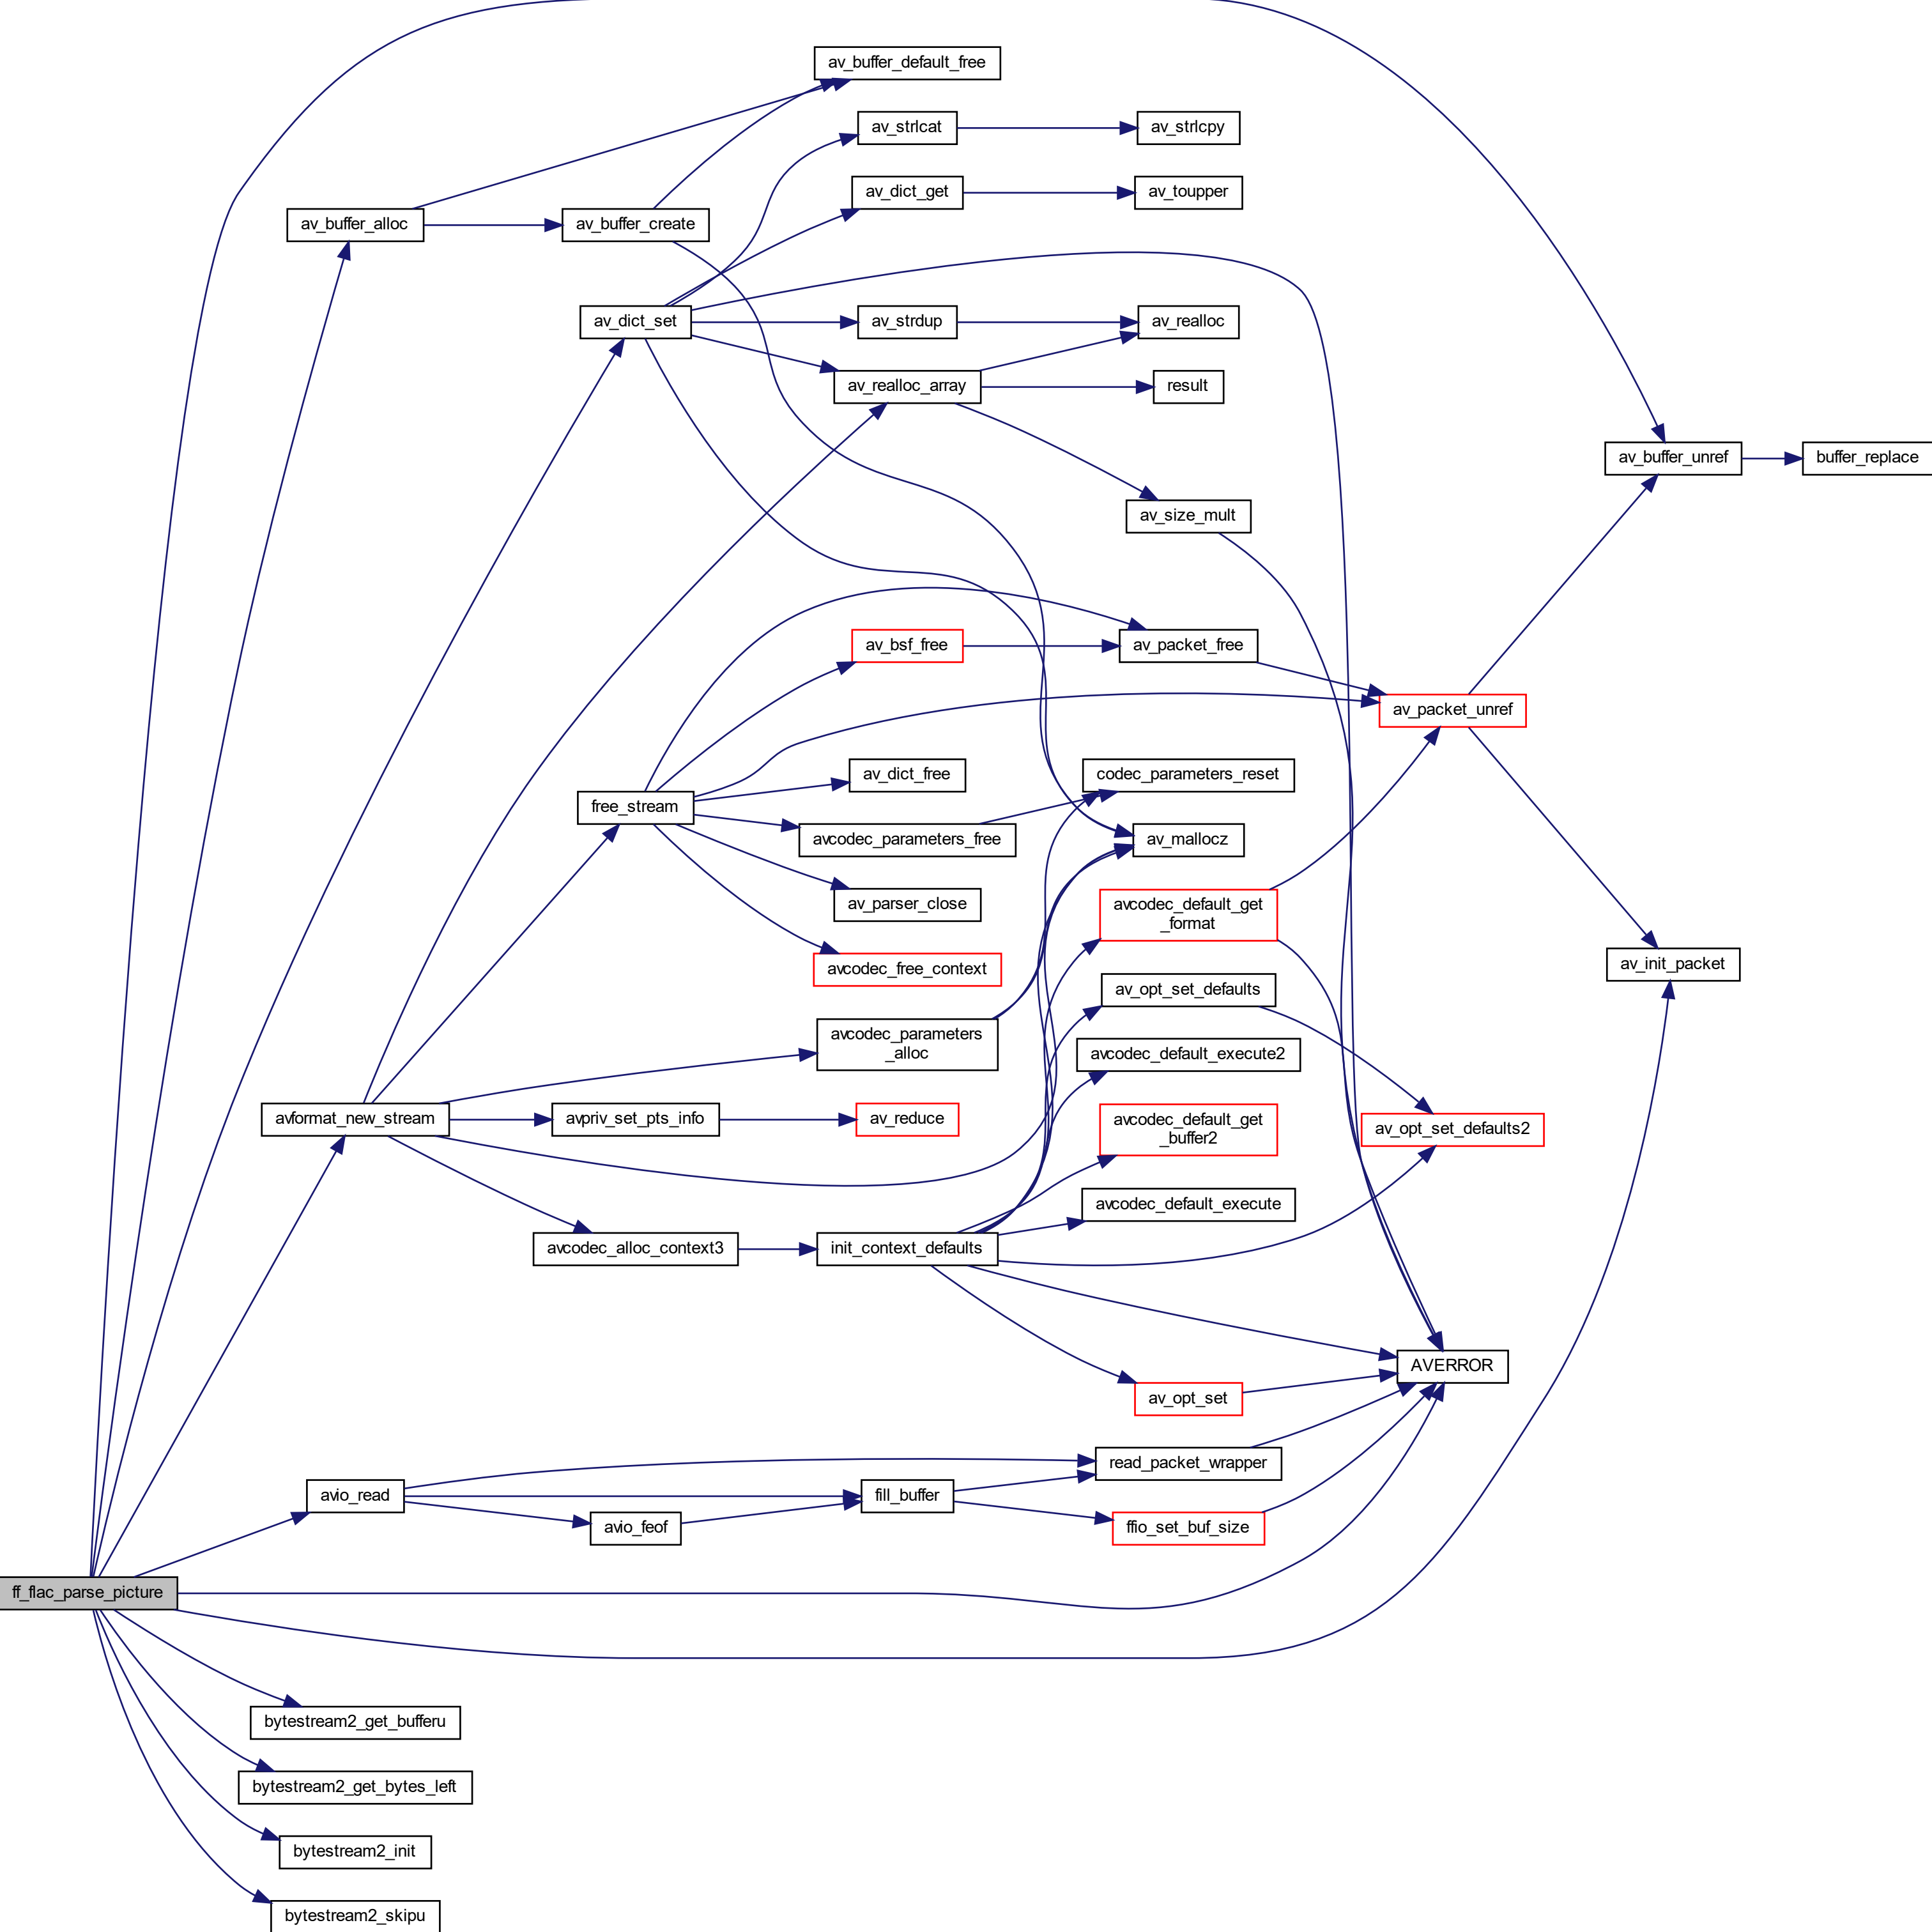 av_buffer_default_free
av_strlcat
av_strlcpy
av_dict_get
av_toupper
av_buffer_alloc
av_buffer_create
av_dict_set
av_strdup
av_realloc
av_realloc_array
result
av_buffer_unref
buffer_replace
av_size_mult
av_bsf_free
av_packet_free
av_packet_unref
av_dict_free
codec_parameters_reset
free_stream
avcodec_parameters_free
av_mallocz
av_parser_close
avcodec_default_get
_format
avcodec_free_context
av_init_packet
av_opt_set_defaults
avcodec_parameters
_alloc
avcodec_default_execute2
avformat_new_stream
avpriv_set_pts_info
av_reduce
avcodec_default_get
_buffer2
av_opt_set_defaults2
avcodec_default_execute
avcodec_alloc_context3
init_context_defaults
AVERROR
av_opt_set
read_packet_wrapper
avio_read
fill_buffer
avio_feof
ffio_set_buf_size
ff_flac_parse_picture
bytestream2_get_bufferu
bytestream2_get_bytes_left
bytestream2_init
bytestream2_skipu